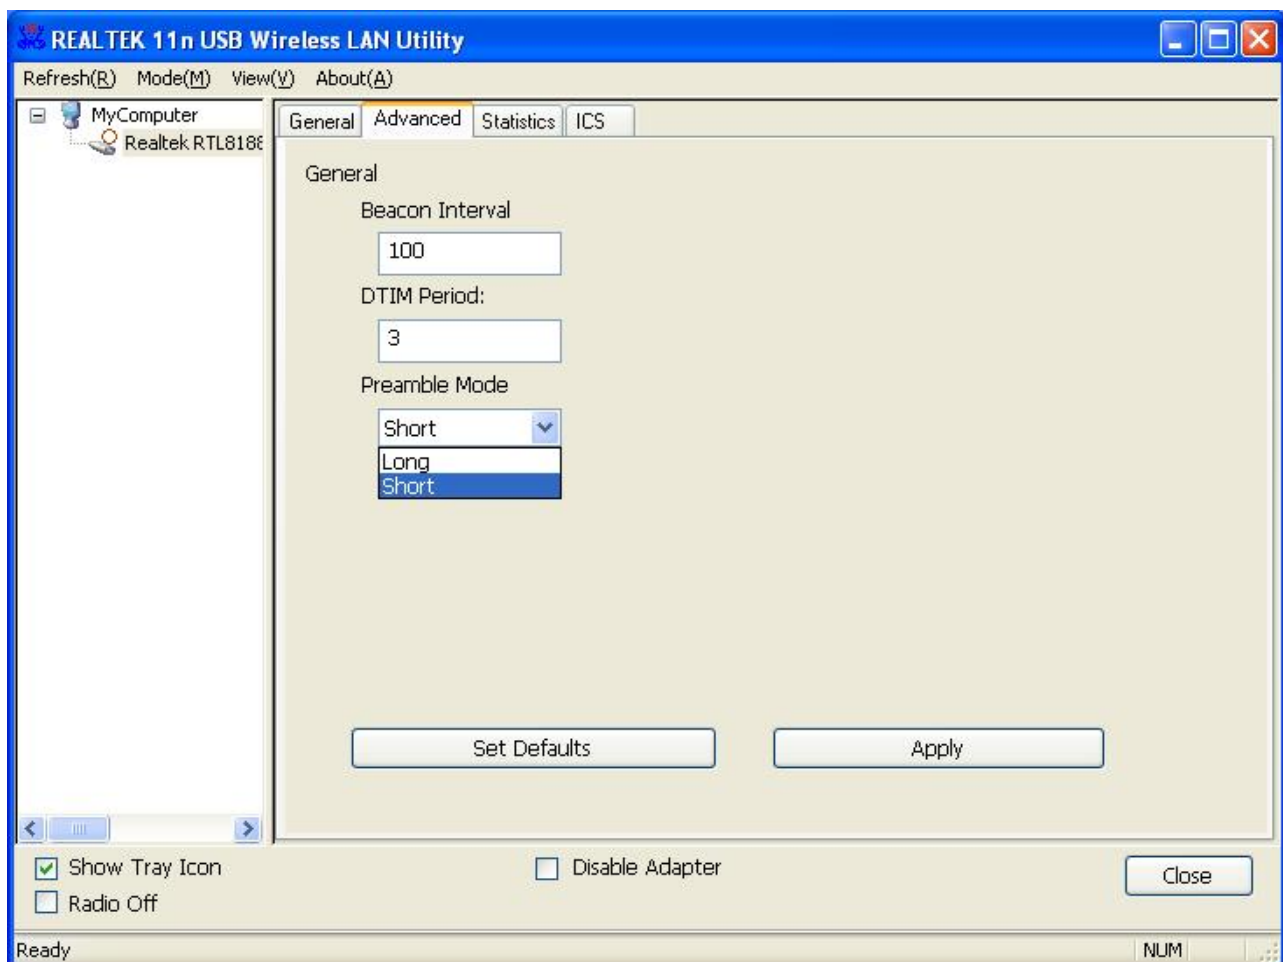 REALTEK 11n USB Wireless LAN Utility
Refresh(R) Mode(M) View(V) About(A)
MyComputer
Realtek RTL8188
General Advanced Statistics ICS
General
Beacon Interval
100
DTIM Period:
3
Preamble Mode
Short
Long
Short
Set Defaults Apply
Show Tray Icon Disable Adapter
Close
Radio Off
Ready NUM